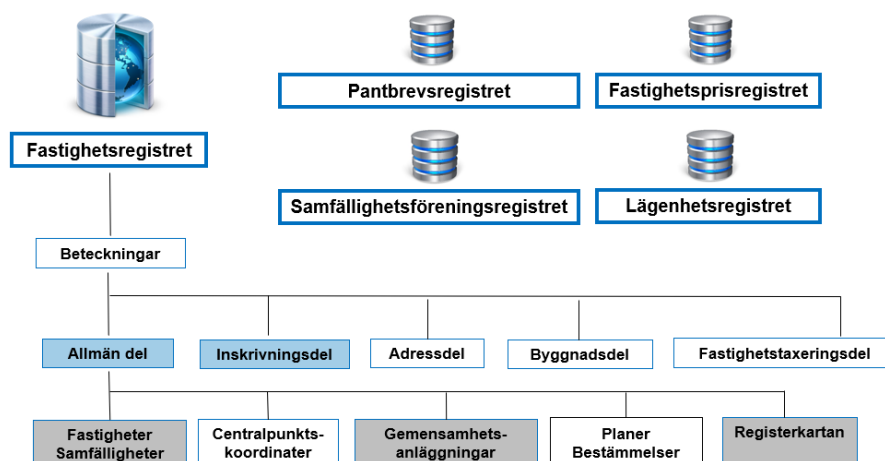 Pantbrevsregistret
Fastighetsprisregistret
Fastighetsregistret
Samfällighetsföreningsregistret
Lägenhetsregistret
Beteckningar
Allmän del
Inskrivningsdel
Adressdel
Byggnadsdel
Fastighetstaxeringsdel
Fastigheter
Samfälligheter
Centralpunkts-
koordinater
Gemensamhets-
anläggningar
Planer
Bestämmelser
Registerkartan